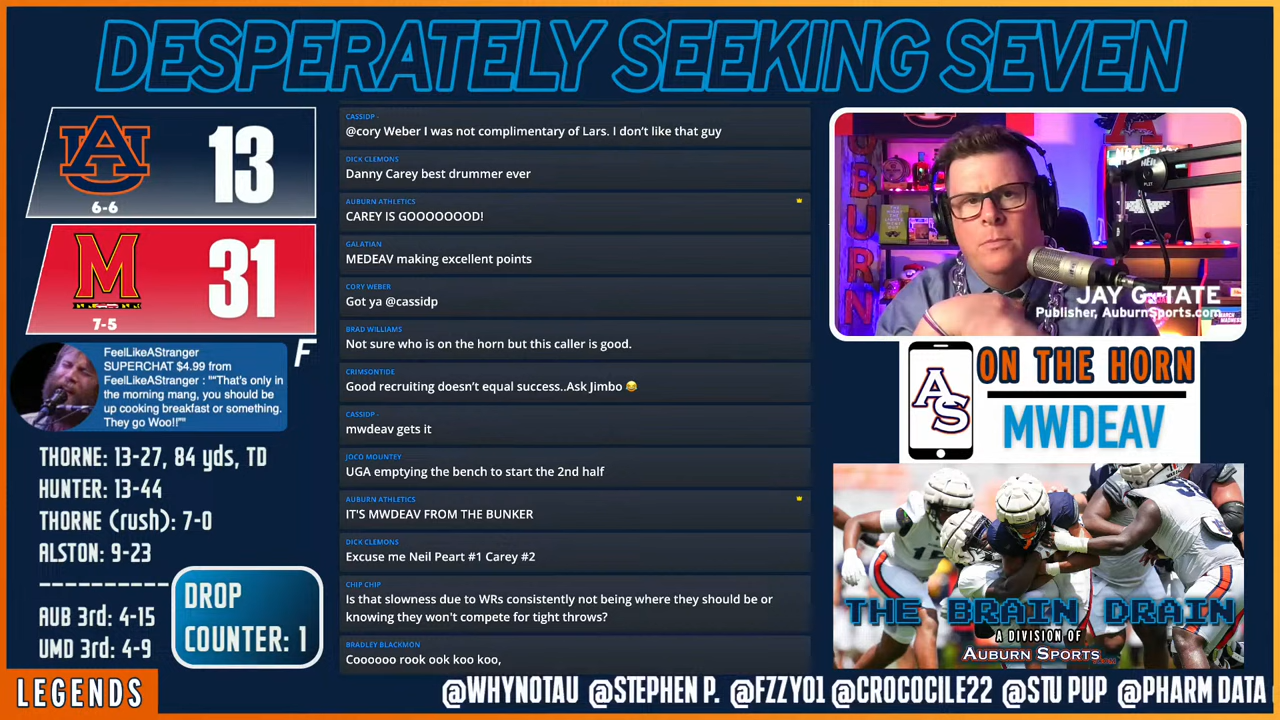 DESPERATELY SEEKING SEVEN
13
6-6
M
31
7-5
F
FeelLikeAStranger
SUPERCHAT $4.99 from
FeelLikeAStranger : ""That's only in
the morning mang, you should be
up cooking breakfast or something.
They go Woo!!""
THORNE: 13-27, 84 yds, TD
HUNTER: 13-44
THORNE (rush): 7-0
ALSTON: 9-23
----------
AUB 3rd: 4-15
UMD 3rd: 4-9
DROP
COUNTER: 1
CASSIDP -
@cory Weber I was not complimentary of Lars. I don't like that guy
DICK CLEMONS
Danny Carey best drummer ever
AUBURN ATHLETICS
CAREY IS GOOOOOOOD!
GALATIAN
MEDEAV making excellent points
CORY WEBER
Got ya @cassidp
BRAD WILLIAMS
Not sure who is on the horn but this caller is good.
CRIMSONTIDE
Good recruiting doesn't equal success..Ask Jimbo 😂
CASSIDP -
mwdeav gets it
JOCO MOUNTEY
UGA emptying the bench to start the 2nd half
AUBURN ATHLETICS
IT'S MWDEAV FROM THE BUNKER
DICK CLEMONS
Excuse me Neil Peart #1 Carey #2
CHIP CHIP
Is that slowness due to WRs consistently not being where they should be or
knowing they won't compete for tight throws?
BRADLEY BLACKMON
Coooooo rook ook koo koo,
JAY G. TATE
Publisher, AuburnSports.com
AS
ON THE HORN
MWDEAV
THE BRAIN DRAIN
A DIVISION OF
AUBURN SPORTS
LEGENDS
@WHYNOTAU @STEPHEN P. @FZZY01 @CROCOCILE22 @STU PUP @PHARM DATA